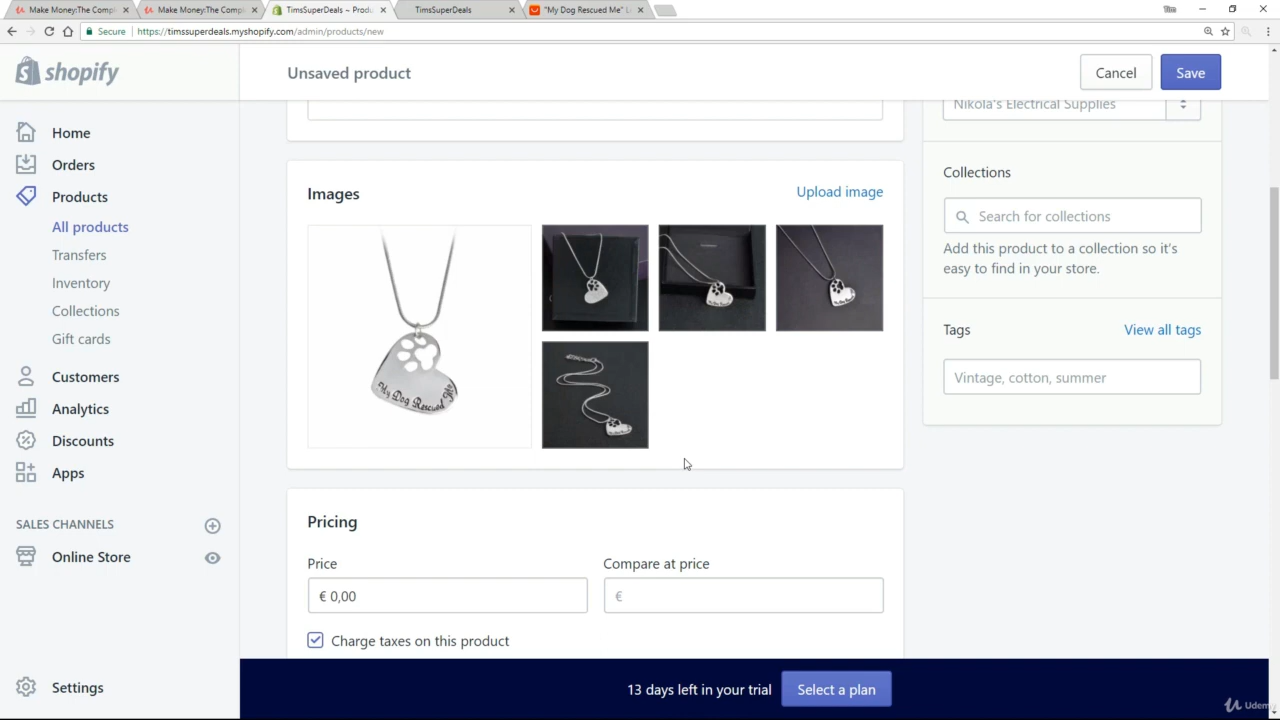 Make Money:The Compl
Make Money:The Compl
TimsSuperDeals ~ Produ
TimsSuperDeals
"My Dog Rescued Me" L
Tim
Secure
https://timssuperdeals.myshopify.com/admin/products/new
shopify
Unsaved product
Cancel
Save
Home
Orders
Products
All products
Transfers
Inventory
Collections
Gift cards
Customers
Analytics
Discounts
Apps
SALES CHANNELS
Online Store
Settings
Images
Upload image
My Dog Rescued Me
Pricing
Price
Compare at price
€ 0,00
€
Charge taxes on this product
Nikola's Electrical Supplies
Collections
Search for collections
Add this product to a collection so it's
easy to find in your store.
Tags
View all tags
Vintage, cotton, summer
13 days left in your trial
Select a plan
Udemy